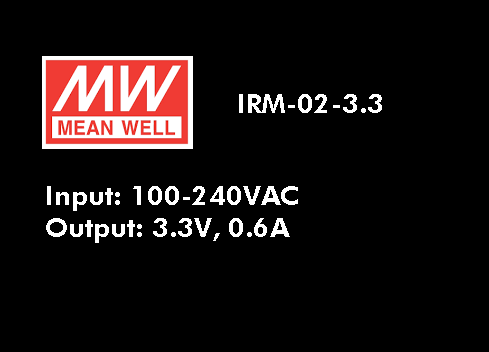 MW
MEAN WELL
IRM-02-3.3
Input: 100-240VAC
Output: 3.3V, 0.6A